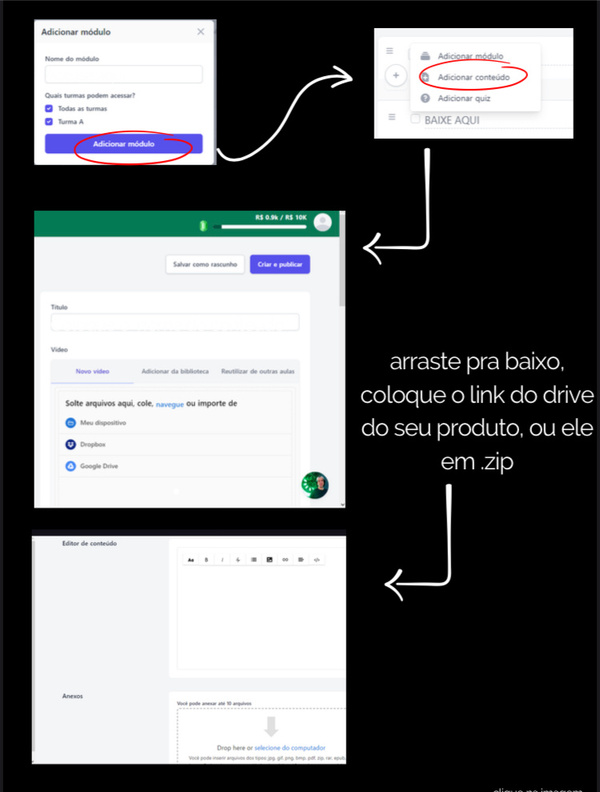 Adicionar módulo
Nome do módulo
Quais turmas podem acessar?
Todas as turmas
Turma A
Adicionar módulo
Adicionar módulo
Adicionar conteúdo
Adicionar quiz
BAIXE AQUI
R$ 0,9k / R$ 10K
Salvar como rascunho
Criar e publicar
Título
Vídeo
Novo vídeo
Adicionar da biblioteca
Reutilizar de outras aulas
Solte arquivos aqui, cole, navegue ou importe de
Meu dispositivo
Dropbox
Google Drive
arraste pra baixo,
coloque o link do drive
do seu produto, ou ele
em .zip
Editor de conteúdo
Aa B I S
Anexos
Você pode anexar até 10 arquivos
Drop here or selecione do computador
Você pode inserir arquivos dos tipos: jpg, gif, png, bmp, pdf, zip, rar,